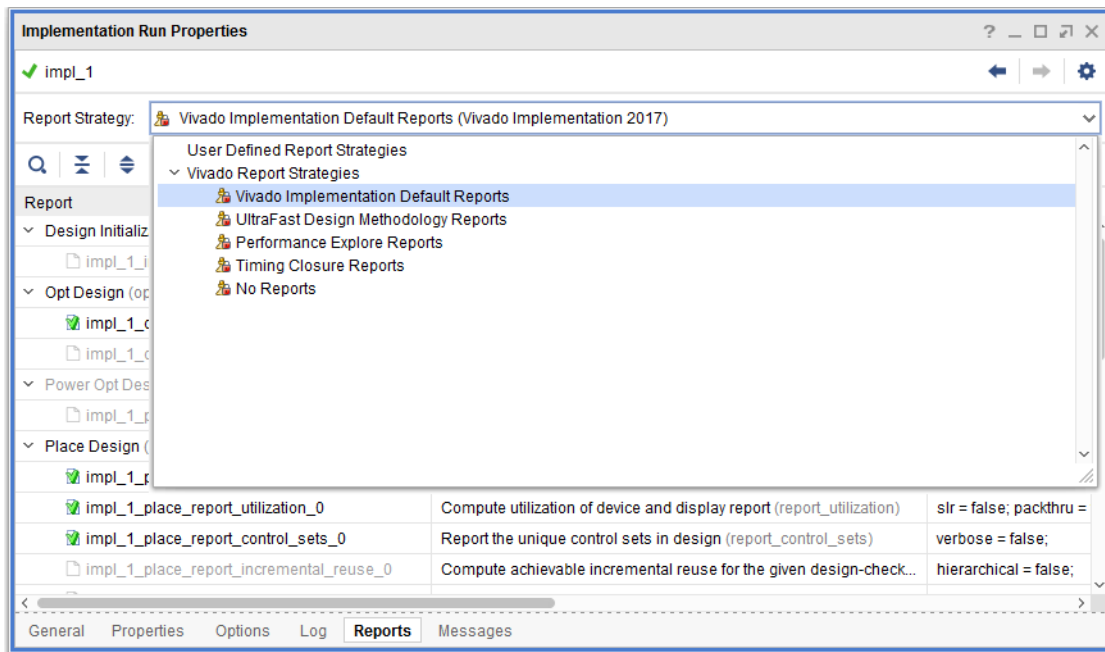 Implementation Run Properties
impl_1
Report Strategy: Vivado Implementation Default Reports (Vivado Implementation 2017)
User Defined Report Strategies
Vivado Report Strategies
Vivado Implementation Default Reports
UltraFast Design Methodology Reports
Performance Explore Reports
Timing Closure Reports
No Reports
Report
Design Initializ
impl_1_i
Opt Design (op
impl_1_o
impl_1_o
Power Opt Des
impl_1_p
Place Design (
impl_1_p
impl_1_place_report_utilization_0 Compute utilization of device and display report (report_utilization) slr = false; packthru =
impl_1_place_report_control_sets_0 Report the unique control sets in design (report_control_sets) verbose = false;
impl_1_place_report_incremental_reuse_0 Compute achievable incremental reuse for the given design-check... hierarchical = false;
General Properties Options Log Reports Messages